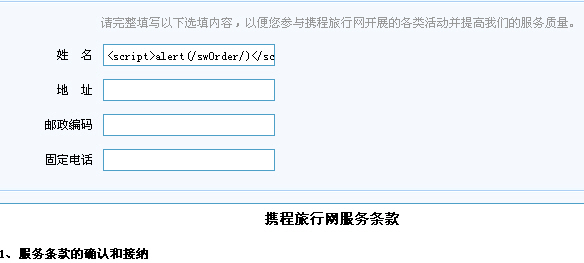 请完整填写以下选填内容，以便您参与携程旅行网开展的各类活动并提高我们的服务质量。
姓 名 <script>alert(/sw0rder/)</sc
地 址
邮政编码
固定电话
携程旅行网服务条款
1、服务条款的确认和接纳